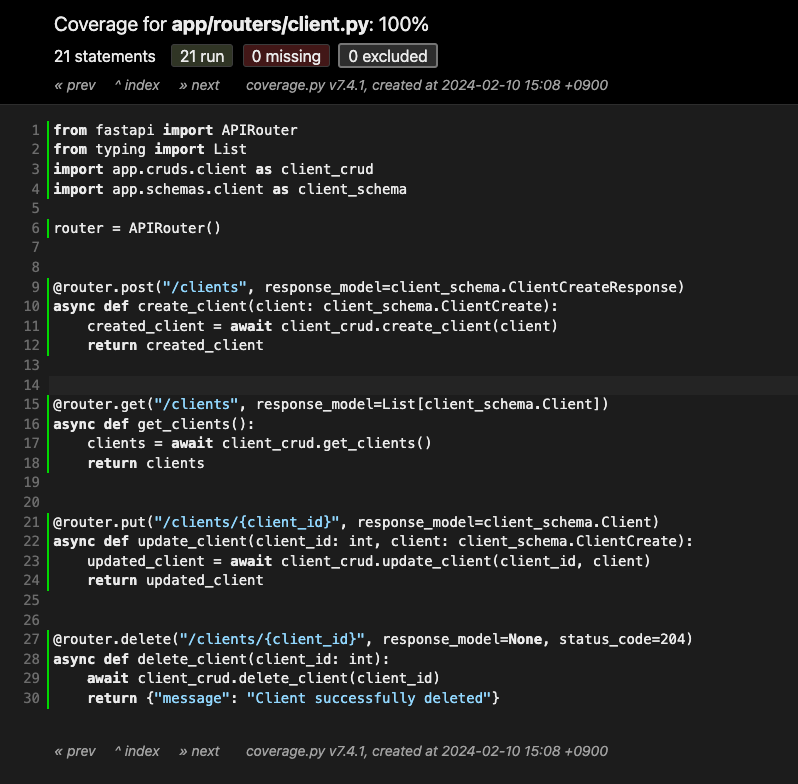 Coverage for app/routers/client.py: 100%
21 statements 21 run 0 missing 0 excluded
« prev ^ index » next coverage.py v7.4.1, created at 2024-02-10 15:08 +0900
1 from fastapi import APIRouter
2 from typing import List
3 import app.cruds.client as client_crud
4 import app.schemas.client as client_schema
5
6 router = APIRouter()
7
8
9 @router.post("/clients", response_model=client_schema.ClientCreateResponse)
10 async def create_client(client: client_schema.ClientCreate):
11     created_client = await client_crud.create_client(client)
12     return created_client
13
14
15 @router.get("/clients", response_model=List[client_schema.Client])
16 async def get_clients():
17     clients = await client_crud.get_clients()
18     return clients
19
20
21 @router.put("/clients/{client_id}", response_model=client_schema.Client)
22 async def update_client(client_id: int, client: client_schema.ClientCreate):
23     updated_client = await client_crud.update_client(client_id, client)
24     return updated_client
25
26
27 @router.delete("/clients/{client_id}", response_model=None, status_code=204)
28 async def delete_client(client_id: int):
29     await client_crud.delete_client(client_id)
30     return {"message": "Client successfully deleted"}
« prev ^ index » next coverage.py v7.4.1, created at 2024-02-10 15:08 +0900